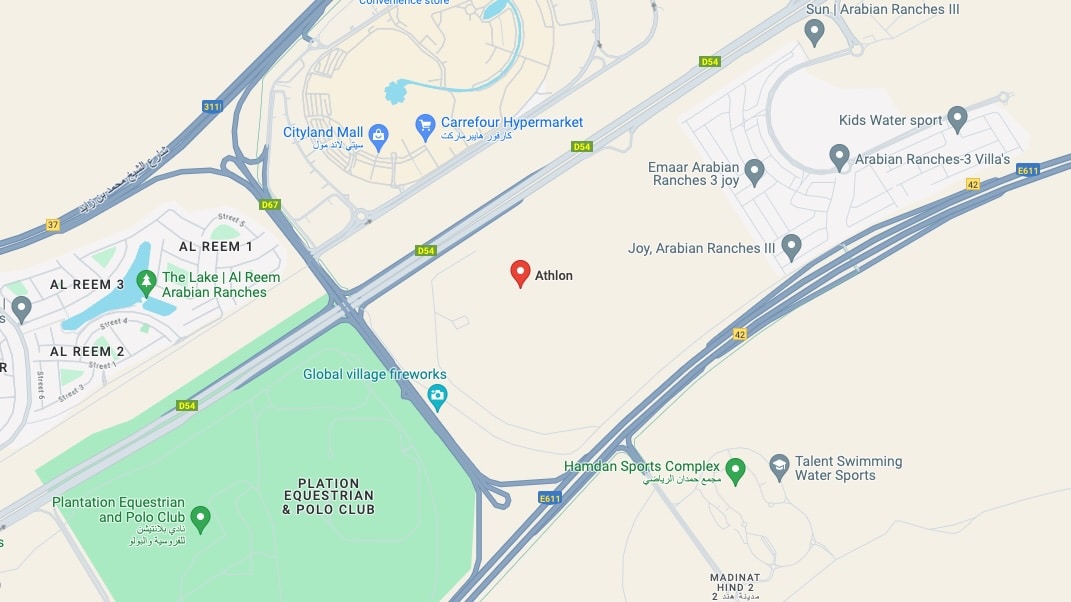 Convenience store
Sun | Arabian Ranches III
D54
311
Cityland Mall
سيتي لاند مول
Carrefour Hypermarket
كارفور هايبرماركت
Kids Water sport
D54
Emaar Arabian
Ranches 3 joy
Arabian Ranches-3 Villa's
E611
42
شارع الشيخ محمد بن زايد
37
D67
Street 5
AL REEM 1
D54
Joy, Arabian Ranches III
AL REEM 3
The Lake | Al Reem
Arabian Ranches
Athlon
Street 4
AL REEM 2
Street 1
Street 3
Street 6
42
Global village fireworks
D54
Hamdan Sports Complex
مجمع حمدان الرياضي
Talent Swimming
Water Sports
E611
PLATION
EQUESTRIAN
& POLO CLUB
Plantation Equestrian
and Polo Club
نادي بلانتيشن
للفروسية والبولو
MADINAT
HIND 2
مدينة هند 2